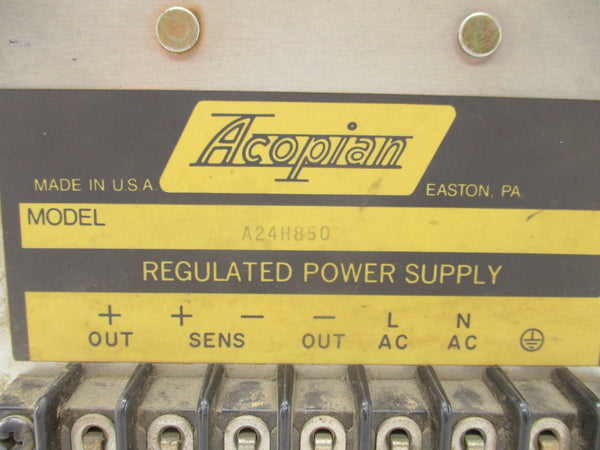 Acopian
MADE IN U.S.A.
EASTON, PA
MODEL
A24H850
REGULATED POWER SUPPLY
+ + − − L N
OUT SENS OUT AC AC